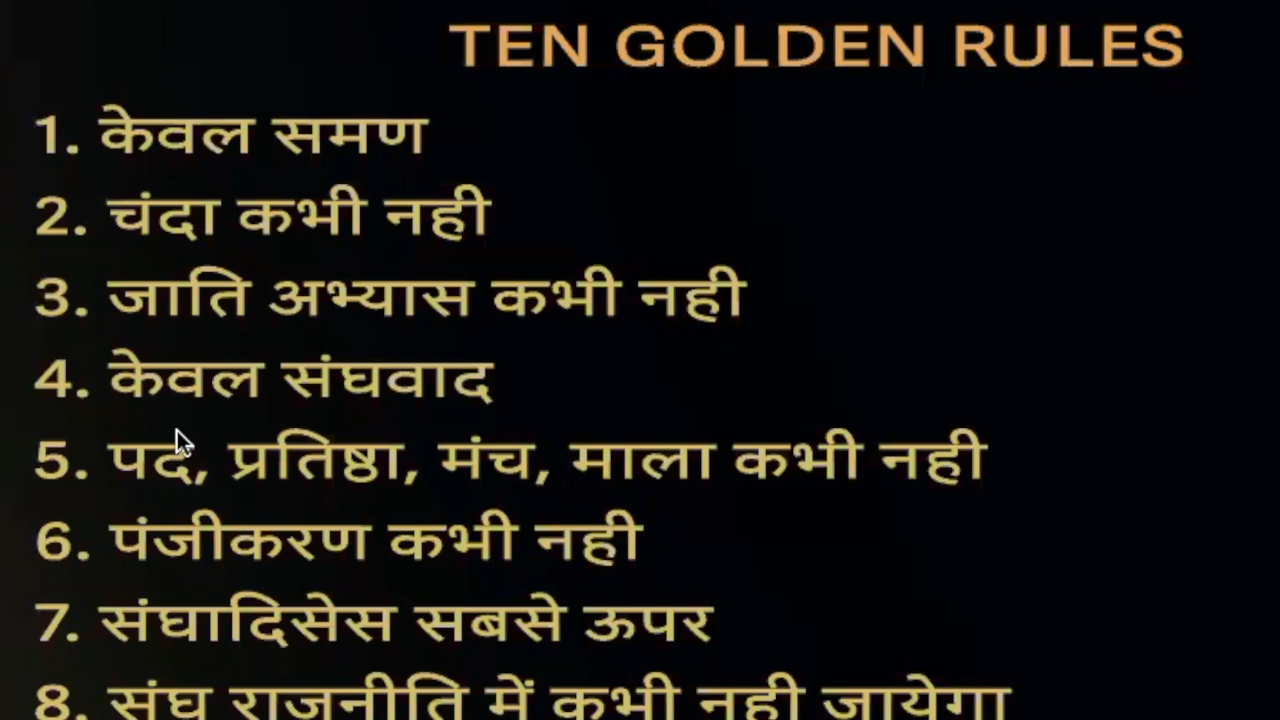 TEN GOLDEN RULES
1. केवल समण
2. चंदा कभी नही
3. जाति अभ्यास कभी नही
4. केवल संघवाद
5. पद, प्रतिष्ठा, मंच, माला कभी नही
6. पंजीकरण कभी नही
7. संघादिसेस सबसे ऊपर
8. संघ राजनीति में कभी नही जायेगा